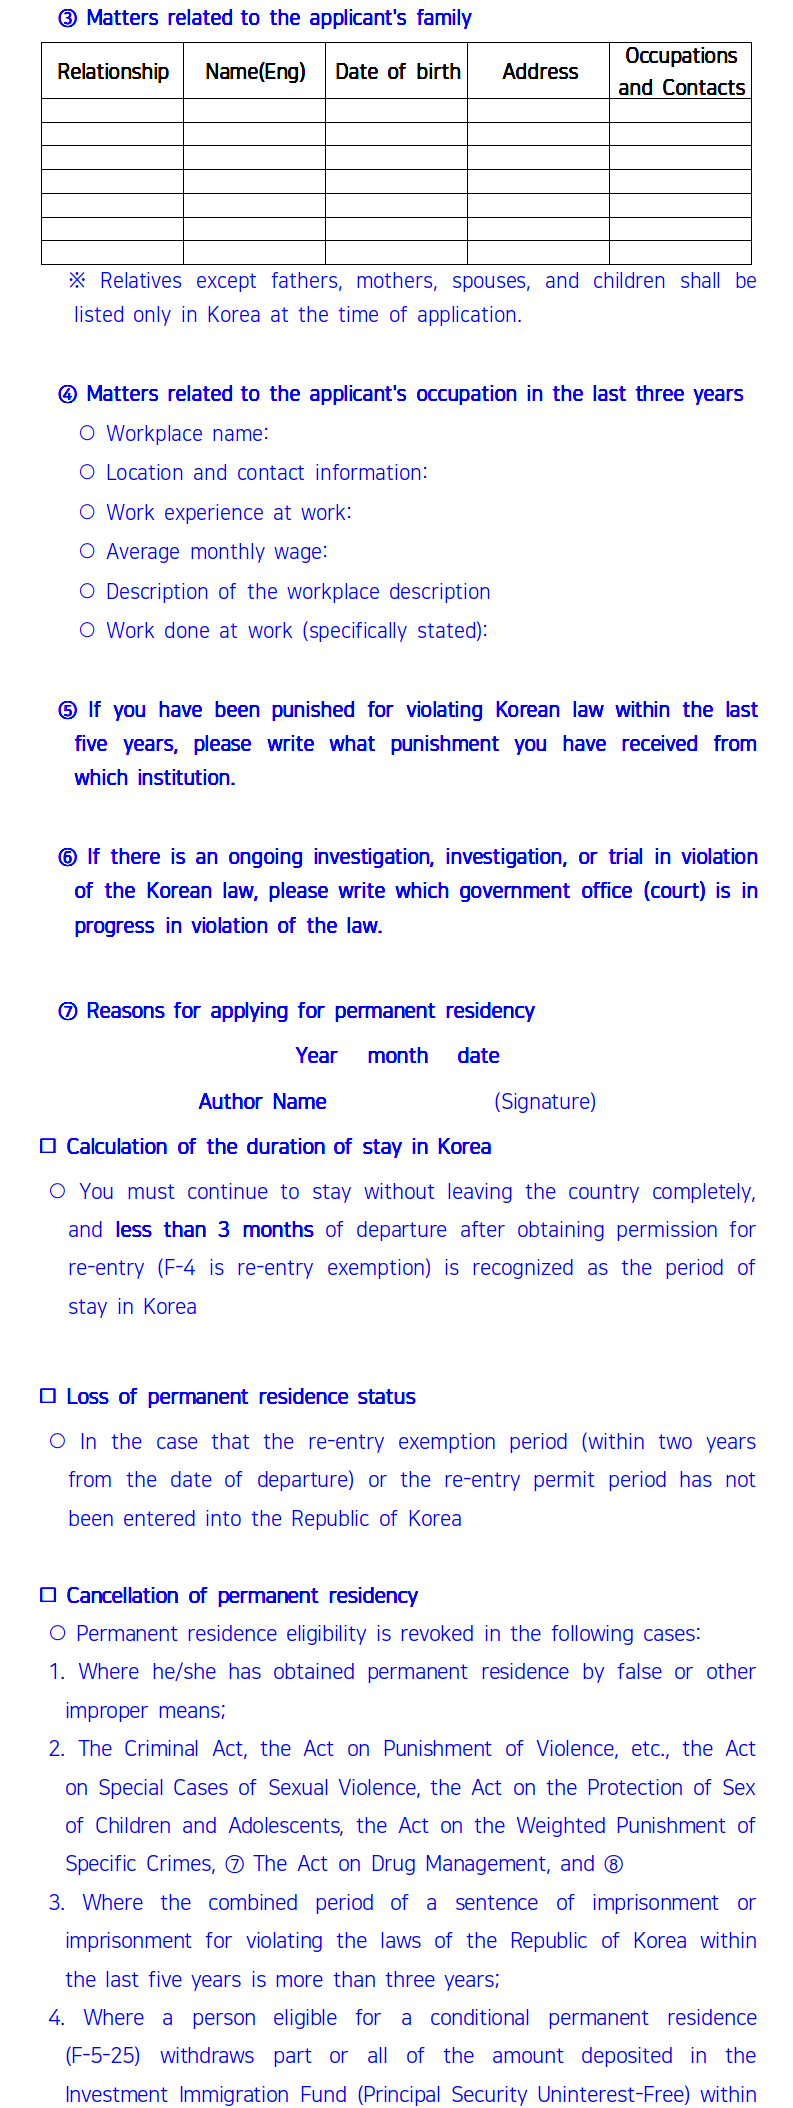 ③ Matters related to the applicant's family
Relationship Name(Eng) Date of birth Address Occupations and Contacts
※ Relatives except fathers, mothers, spouses, and children shall be
listed only in Korea at the time of application.
④ Matters related to the applicant's occupation in the last three years
○ Workplace name:
○ Location and contact information:
○ Work experience at work:
○ Average monthly wage:
○ Description of the workplace description
○ Work done at work (specifically stated):
⑤ If you have been punished for violating Korean law within the last
five years, please write what punishment you have received from
which institution.
⑥ If there is an ongoing investigation, investigation, or trial in violation
of the Korean law, please write which government office (court) is in
progress in violation of the law.
⑦ Reasons for applying for permanent residency
Year month date
Author Name (Signature)
□ Calculation of the duration of stay in Korea
○ You must continue to stay without leaving the country completely,
and less than 3 months of departure after obtaining permission for
re-entry (F-4 is re-entry exemption) is recognized as the period of
stay in Korea
□ Loss of permanent residence status
○ In the case that the re-entry exemption period (within two years
from the date of departure) or the re-entry permit period has not
been entered into the Republic of Korea
□ Cancellation of permanent residency
○ Permanent residence eligibility is revoked in the following cases:
1. Where he/she has obtained permanent residence by false or other
improper means;
2. The Criminal Act, the Act on Punishment of Violence, etc., the Act
on Special Cases of Sexual Violence, the Act on the Protection of Sex
of Children and Adolescents, the Act on the Weighted Punishment of
Specific Crimes, ⑦ The Act on Drug Management, and ⑧
3. Where the combined period of a sentence of imprisonment or
imprisonment for violating the laws of the Republic of Korea within
the last five years is more than three years;
4. Where a person eligible for a conditional permanent residence
(F-5-25) withdraws part or all of the amount deposited in the
Investment Immigration Fund (Principal Security Uninterest-Free) within